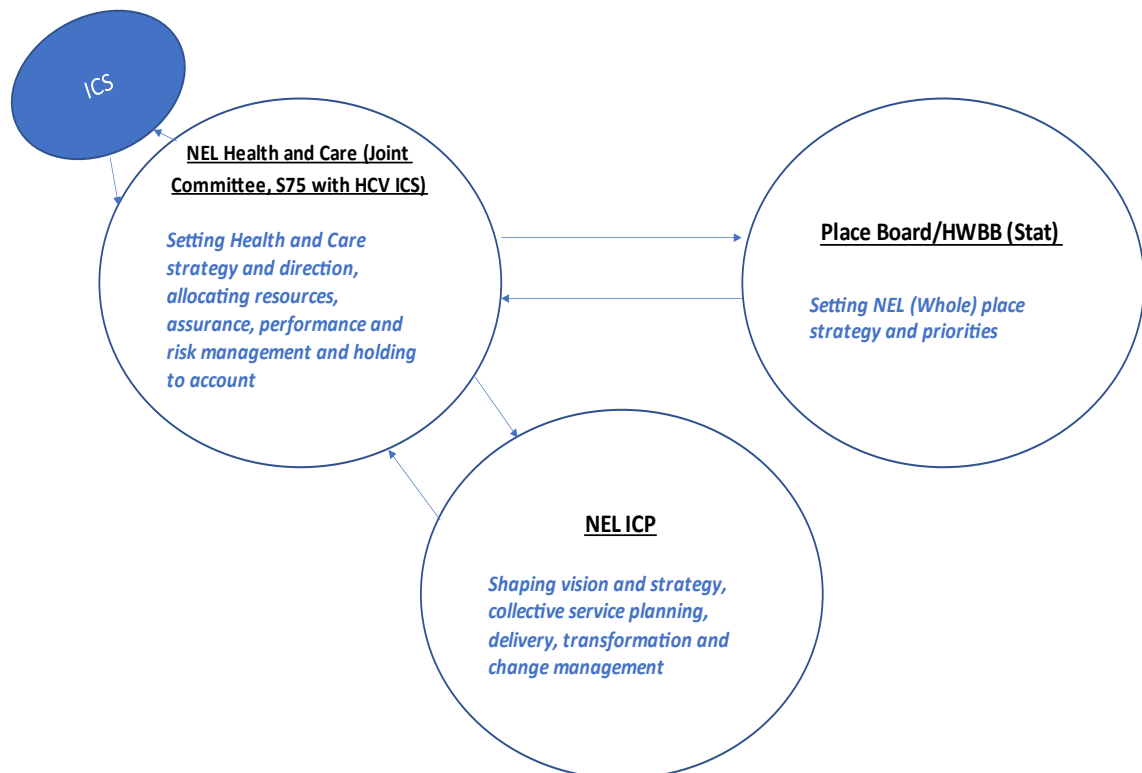 ICS
NEL Health and Care (Joint
Committee, S75 with HCV ICS)
Setting Health and Care
strategy and direction,
allocating resources,
assurance, performance and
risk management and holding
to account
Place Board/HWBB (Stat)
Setting NEL (Whole) place
strategy and priorities
NEL ICP
Shaping vision and strategy,
collective service planning,
delivery, transformation and
change management